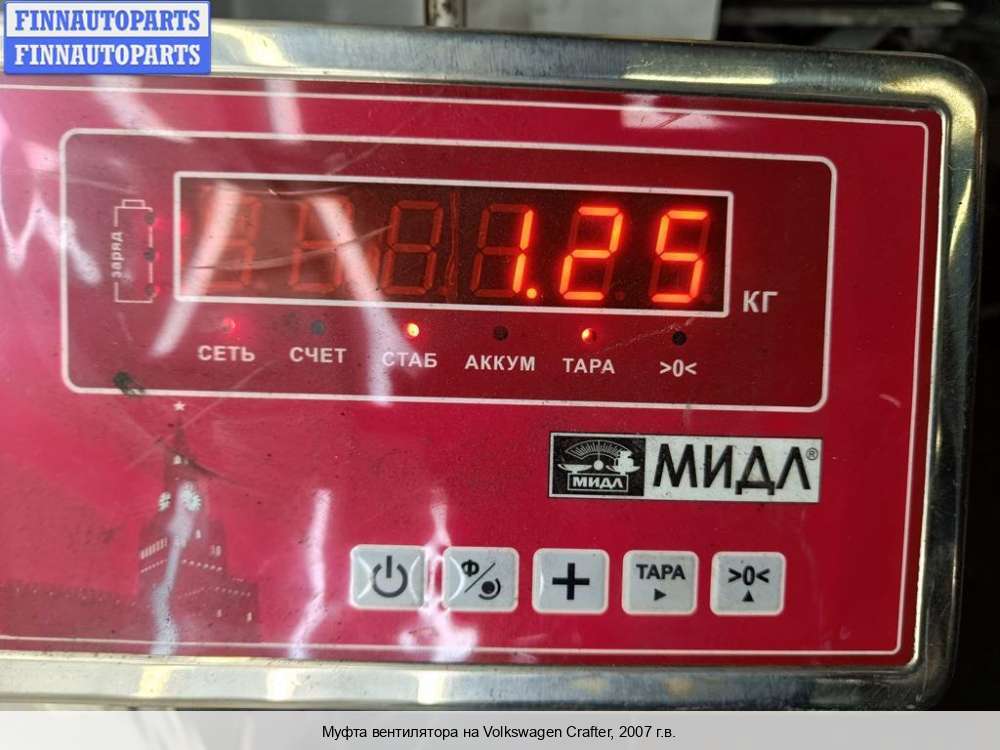 FINNAUTOPARTS
FINNAUTOPARTS
заряд
1.25
КГ
СЕТЬ СЧЕТ СТАБ АККУМ ТАРА >0<
МИДЛ МИДЛ®
Ф ТАРА >0<
Муфта вентилятора на Volkswagen Crafter, 2007 г.в.